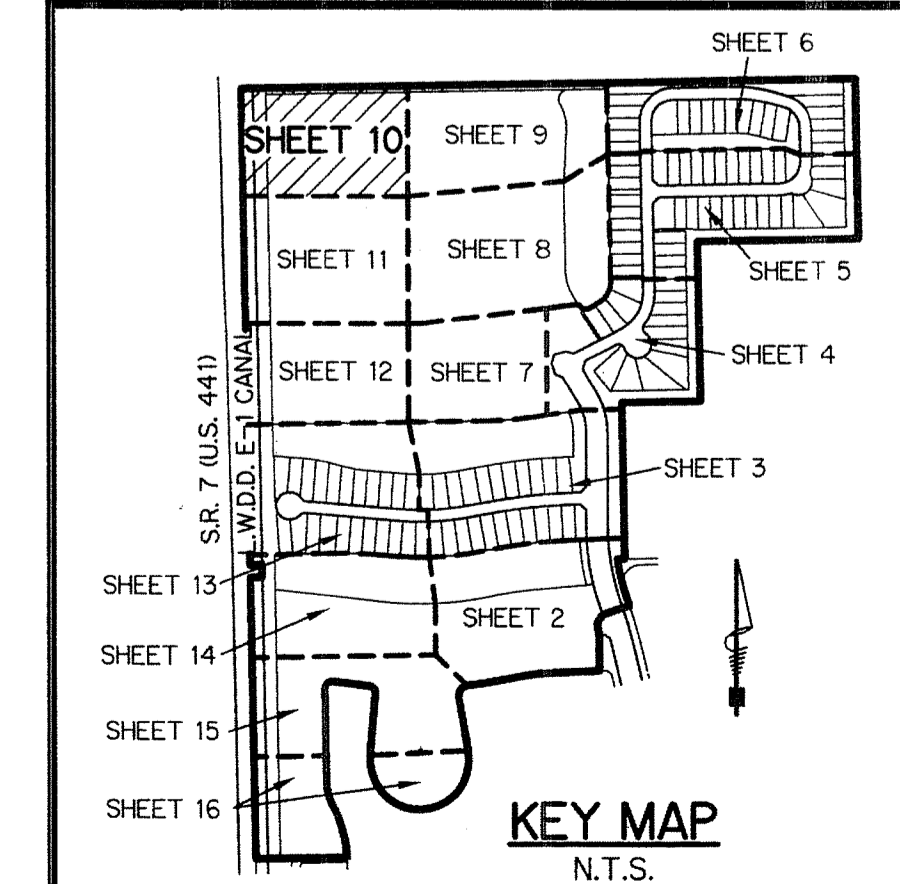 SHEET 6
SHEET 10
SHEET 9
SHEET 11
SHEET 8
SHEET 5
SHEET 12
SHEET 7
SHEET 4
S.R. 7 (U.S. 441)
L.W.D.D. E-1 CANAL
SHEET 3
SHEET 13
SHEET 2
SHEET 14
SHEET 15
SHEET 16
KEY MAP
N.T.S.